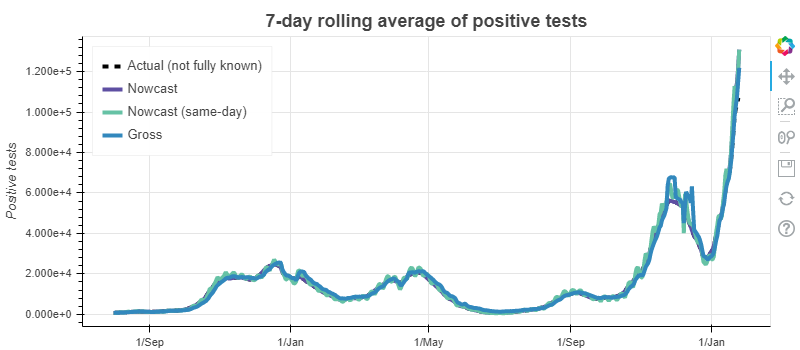 7-day rolling average of positive tests
Actual (not fully known)
Nowcast
Nowcast (same-day)
Gross
Positive tests
1.200e+5
1.000e+5
8.000e+4
6.000e+4
4.000e+4
2.000e+4
0.000e+0
1/Sep
1/Jan
1/May
1/Sep
1/Jan